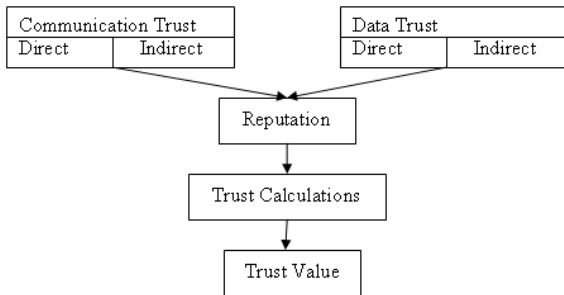 Communication Trust
Direct Indirect
Data Trust
Direct Indirect
Reputation
Trust Calculations
Trust Value